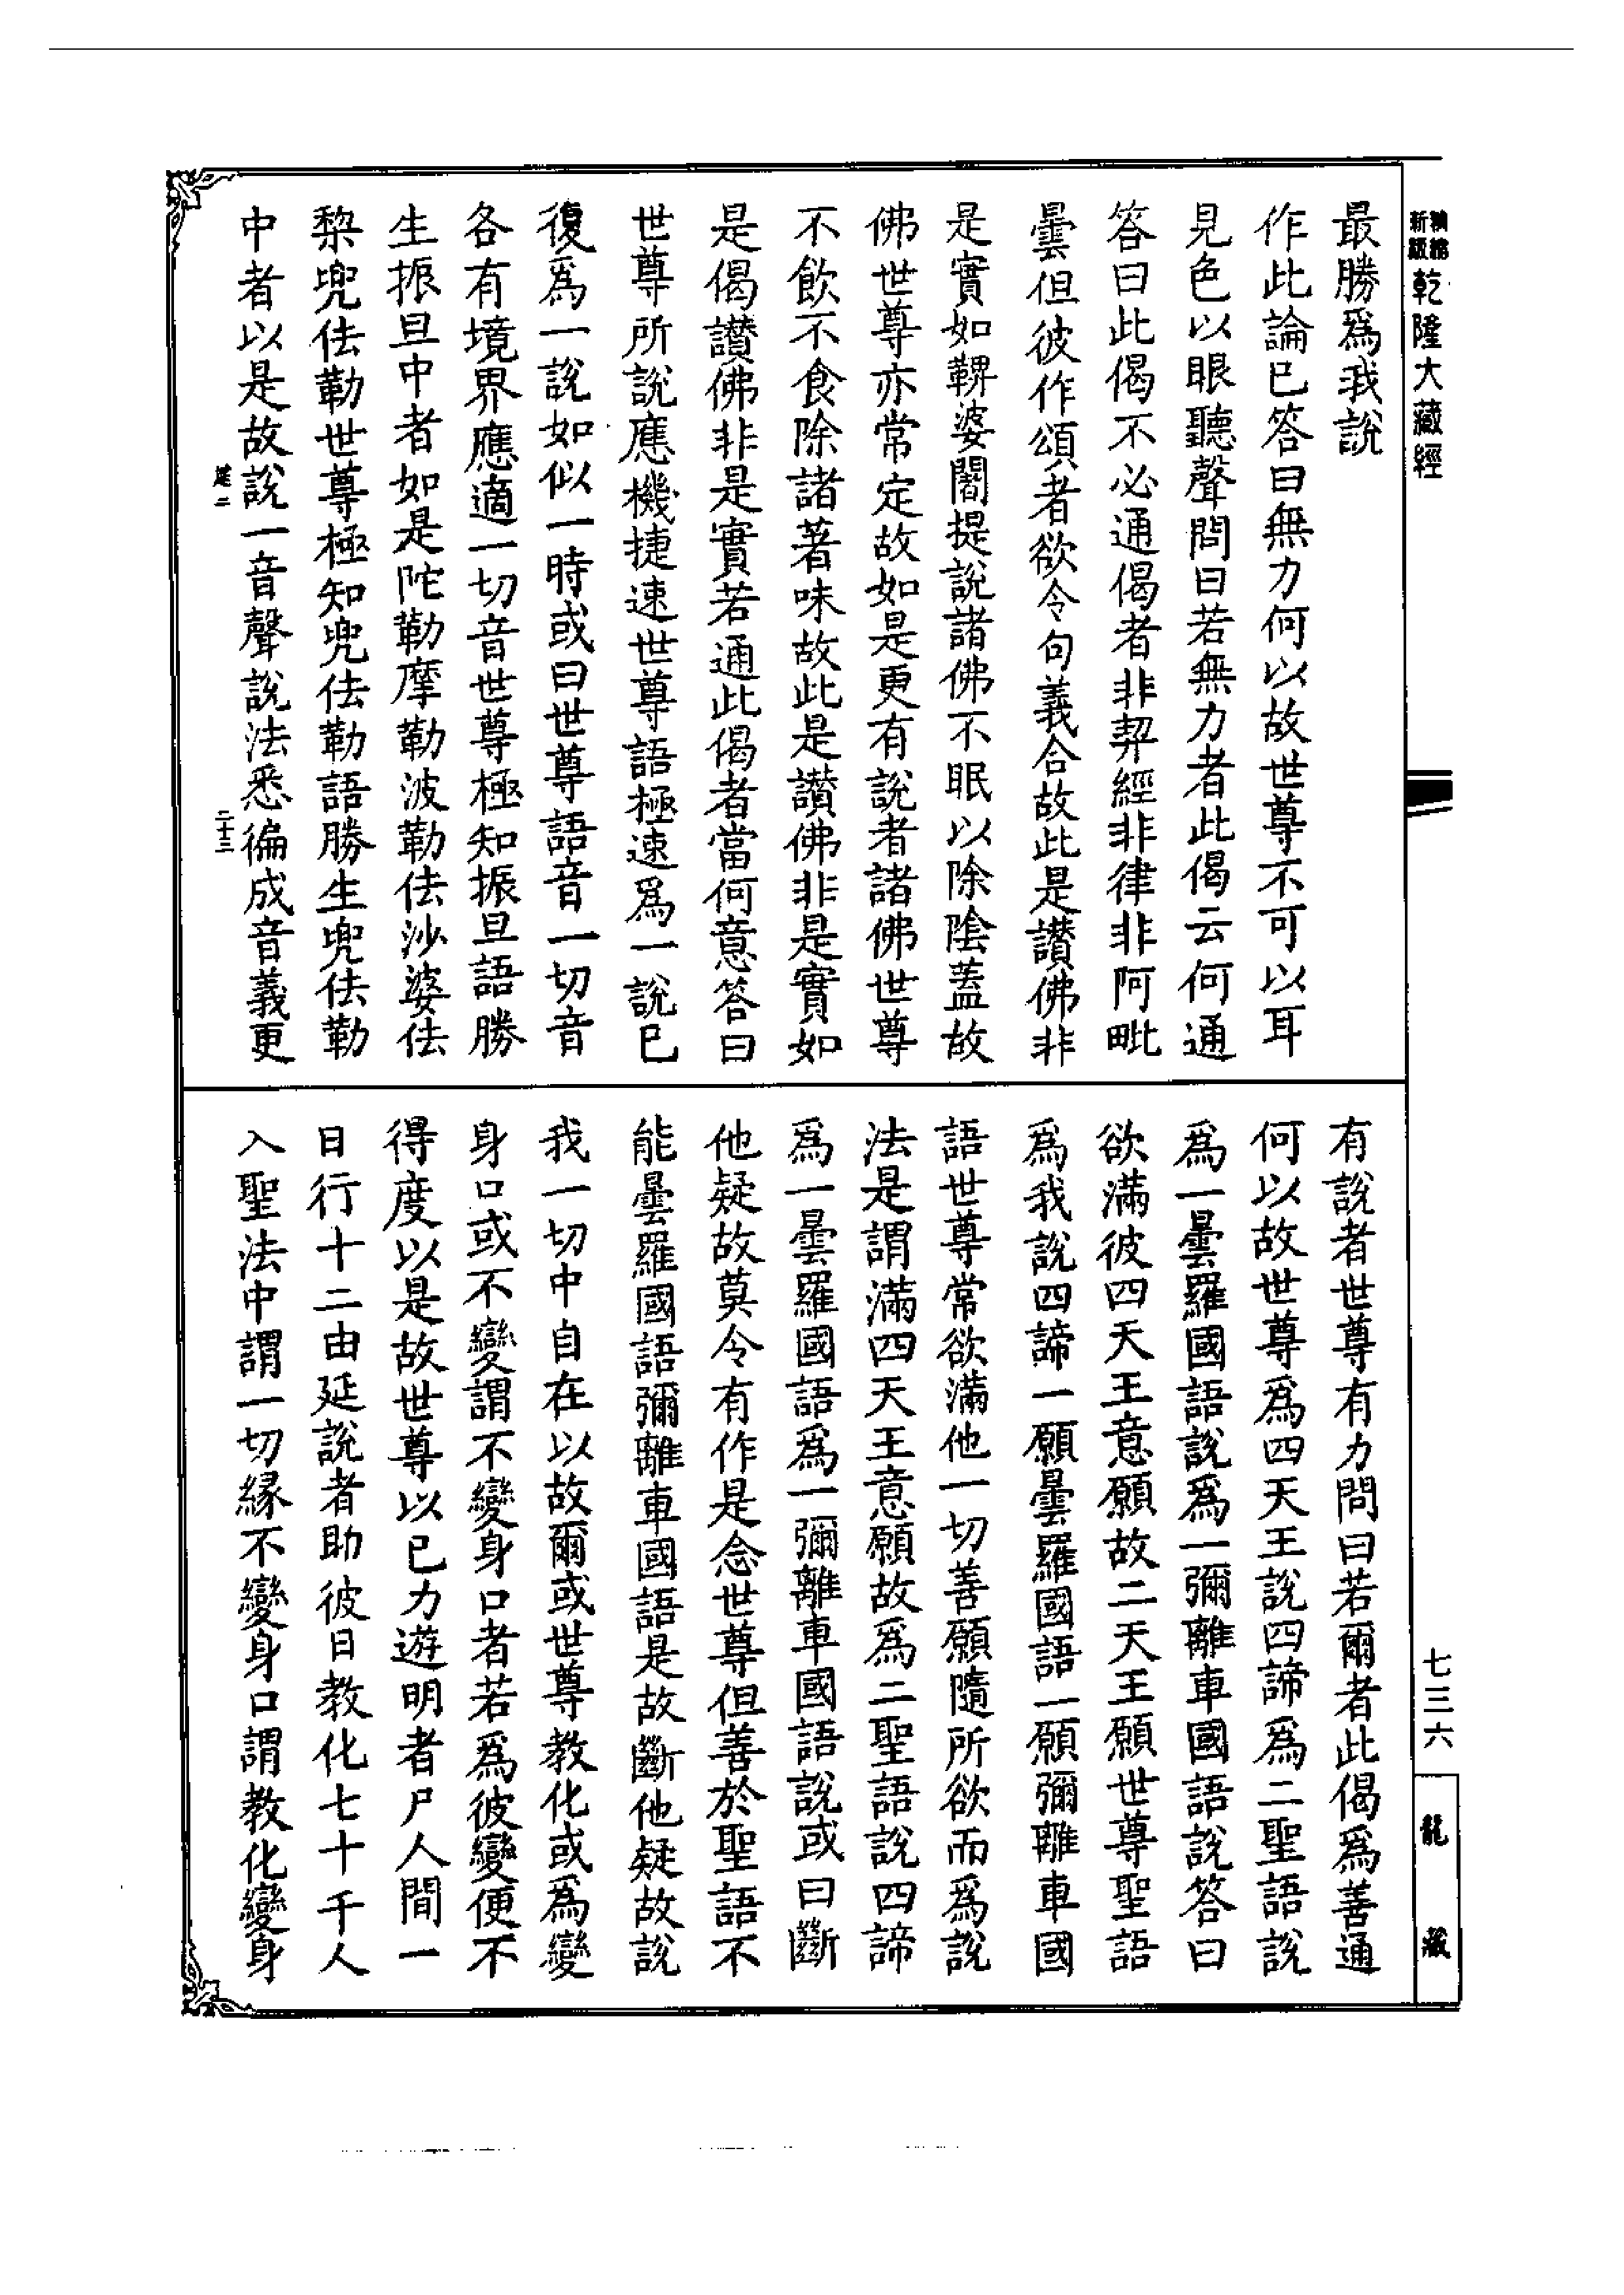 新版精縮乾隆大藏經
七三六
龍藏
最勝爲我說
作此論已答曰無力何以故世尊不可以耳
見色以眼聽聲問曰若無力者此偈云何通
答曰此偈不必通偈者非契經非律非阿毗
曇但彼作頌者欲令句義合故此是讚佛非
是實如鞞婆闍提說諸佛不眠以除陰蓋故
佛世尊亦常定故如是更有說者諸佛世尊
不飲不食除諸著味故此是讚佛非是實如
是偈讚佛非是實若通此偈者當何意答曰
世尊所說應機捷速世尊語極速爲一說已
復爲一說如似一時或曰世尊語音一切音
各有境界應適一切音世尊極知振旦語勝
生振旦中者如是陀勒摩勒波勒佉沙婆佉
梨兜佉勒世尊極知兜佉勒語勝生兜佉勒
中者以是故說一音聲說法悉徧成音義更
有說者世尊有力問曰若爾者此偈爲善通
何以故世尊爲四天王說四諦爲二聖語說
爲一曇羅國語說爲一彌離車國語說答曰
欲滿彼四天王意願故二天王願世尊聖語
爲我說四諦一願曇羅國語一願彌離車國
語世尊常欲滿他一切善願隨所欲而爲說
法是謂滿四天王意願故爲二聖語說四諦
爲一曇羅國語爲一彌離車國語說或曰斷
他疑故莫令有作是念世尊但善於聖語不
能曇羅國語彌離車國語是故斷他疑故說
我一切中自在以故爾或世尊教化或爲變
身口或不變謂不變身口者若爲彼變便不
得度以是故世尊以已力遊明者尸人間一
日行十二由延說者助彼日教化七十千人
入聖法中謂一切緣不變身口謂教化變身
二十三